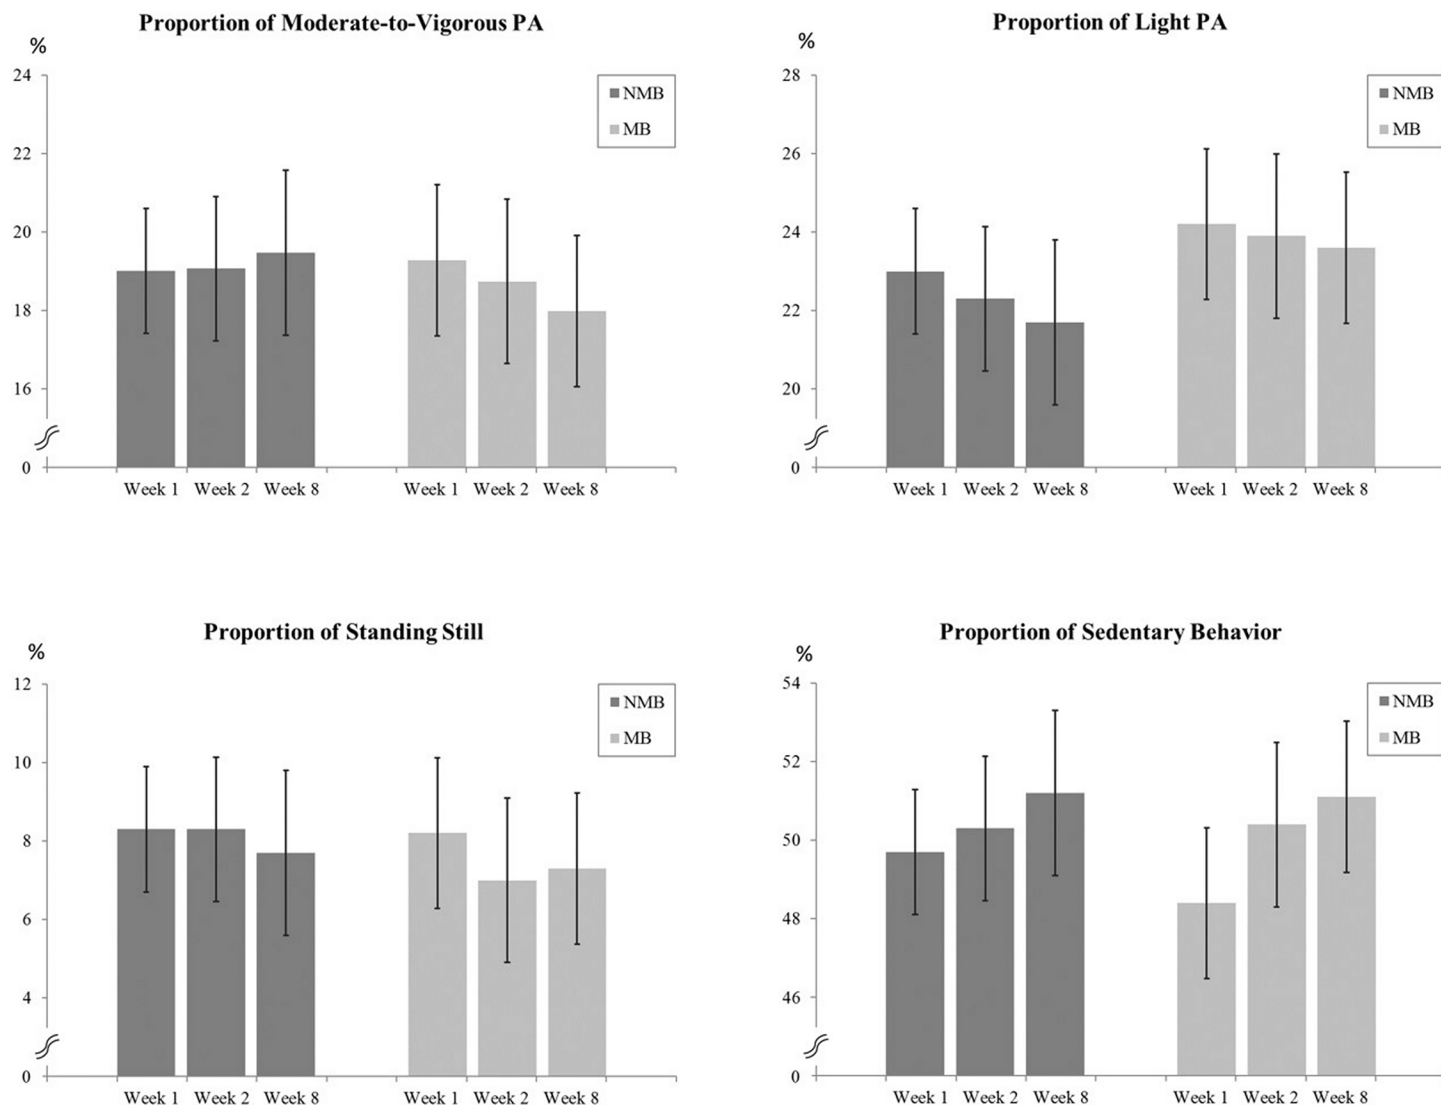 Proportion of Moderate-to-Vigorous PA
%
24
22
20
18
16
0
NMB
MB
Week 1 Week 2 Week 8 Week 1 Week 2 Week 8
Proportion of Light PA
%
28
26
24
22
20
0
NMB
MB
Week 1 Week 2 Week 8 Week 1 Week 2 Week 8
Proportion of Standing Still
%
12
10
8
6
4
0
NMB
MB
Week 1 Week 2 Week 8 Week 1 Week 2 Week 8
Proportion of Sedentary Behavior
%
54
52
50
48
46
0
NMB
MB
Week 1 Week 2 Week 8 Week 1 Week 2 Week 8